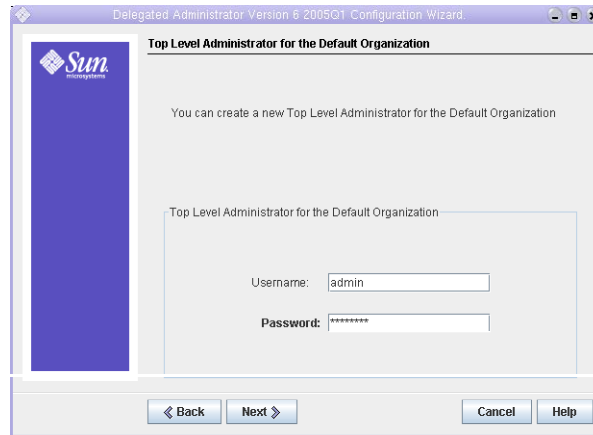 Delegated Administrator Version 6 2005Q1 Configuration Wizard.
Sun
microsystems
Top Level Administrator for the Default Organization
You can create a new Top Level Administrator for the Default Organization
Top Level Administrator for the Default Organization
Username: admin
Password: ********
Back Next Cancel Help